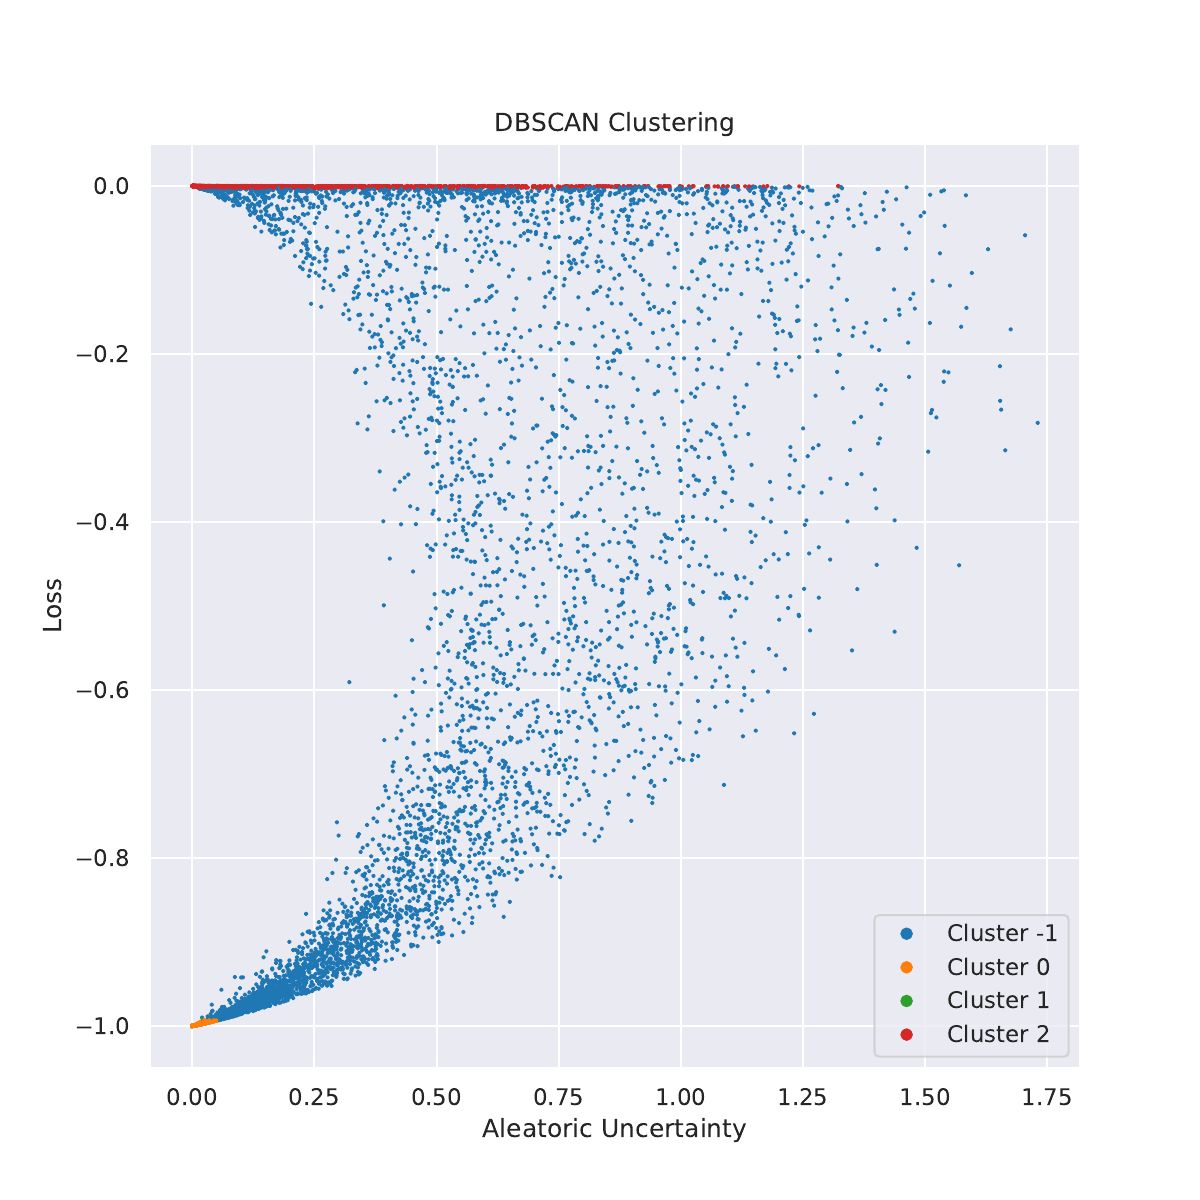 DBSCAN Clustering
0.0
−0.2
−0.4
−0.6
−0.8
−1.0
Loss
0.00 0.25 0.50 0.75 1.00 1.25 1.50 1.75
Aleatoric Uncertainty
Cluster -1
Cluster 0
Cluster 1
Cluster 2